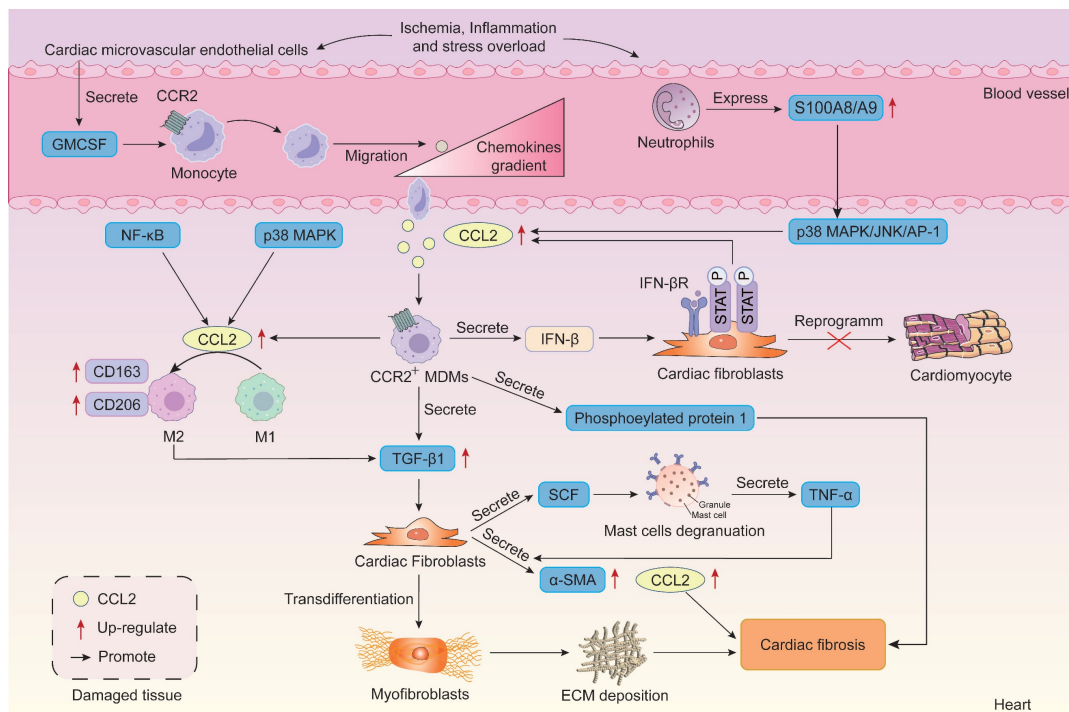 Ischemia, Inflammation
and stress overload
Cardiac microvascular endothelial cells
Blood vessel
Secrete
CCR2
GMCSF
Monocyte
Migration
Chemokines
gradient
Neutrophils
Express
S100A8/A9
NF-κB
p38 MAPK
CCL2
p38 MAPK/JNK/AP-1
IFN-βR
STAT
P
STAT
P
CCL2
CD163
CD206
M2
M1
CCR2+ MDMs
Secrete
IFN-β
Cardiac fibroblasts
Reprogramm
Cardiomyocyte
Secrete
Secrete
Phosphoeylated protein 1
TGF-β1
Cardiac Fibroblasts
Secrete
SCF
Granule
Mast cell
Mast cells degranuation
Secrete
TNF-α
Secrete
α-SMA
CCL2
Transdifferentiation
Myofibroblasts
ECM deposition
Cardiac fibrosis
CCL2
Up-regulate
Promote
Damaged tissue
Heart